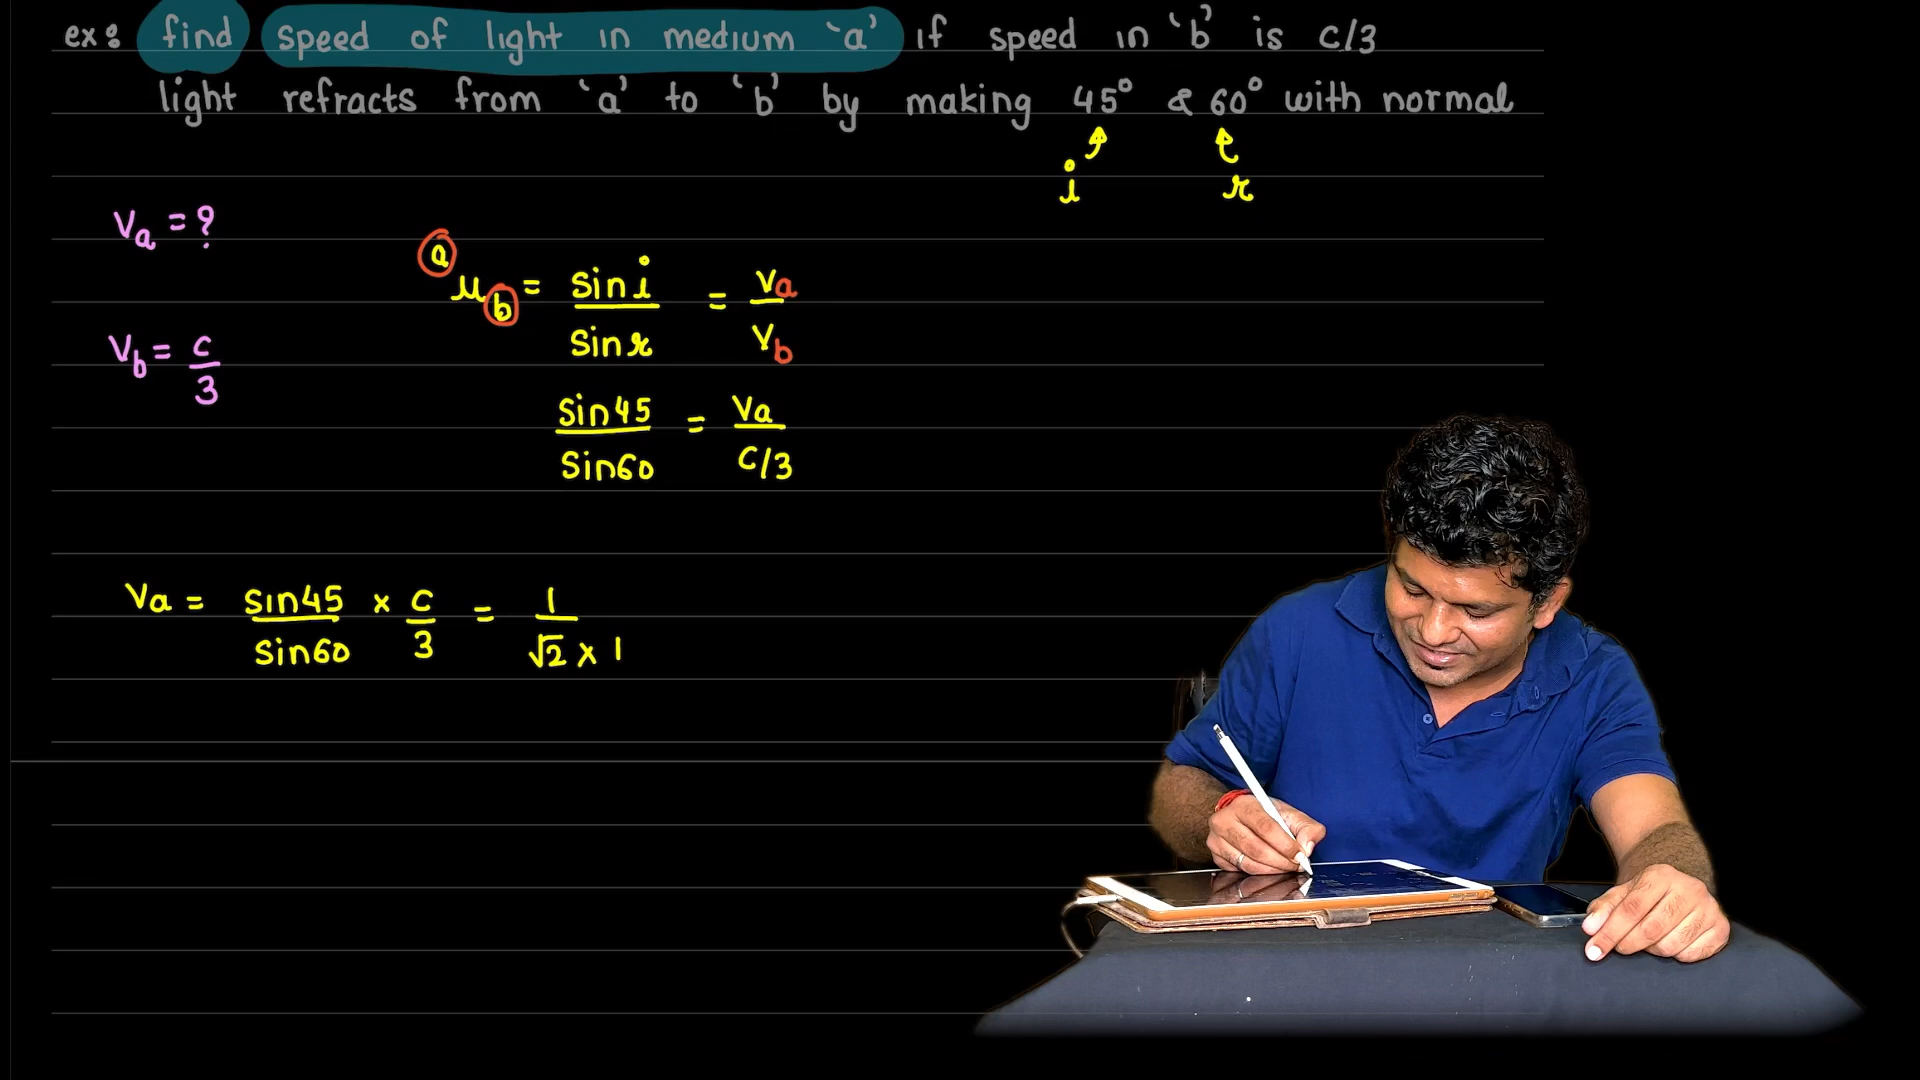 ex: find speed of light in medium 'a' if speed in 'b' is c/3
light refracts from 'a' to 'b' by making 45° & 60° with normal
i r
Va = ?
aμb = sin i / sin r = Va / Vb
Vb = c/3
sin45 / sin60 = Va / c/3
Va = sin45 / sin60 × c/3 = 1 / √2 × 1